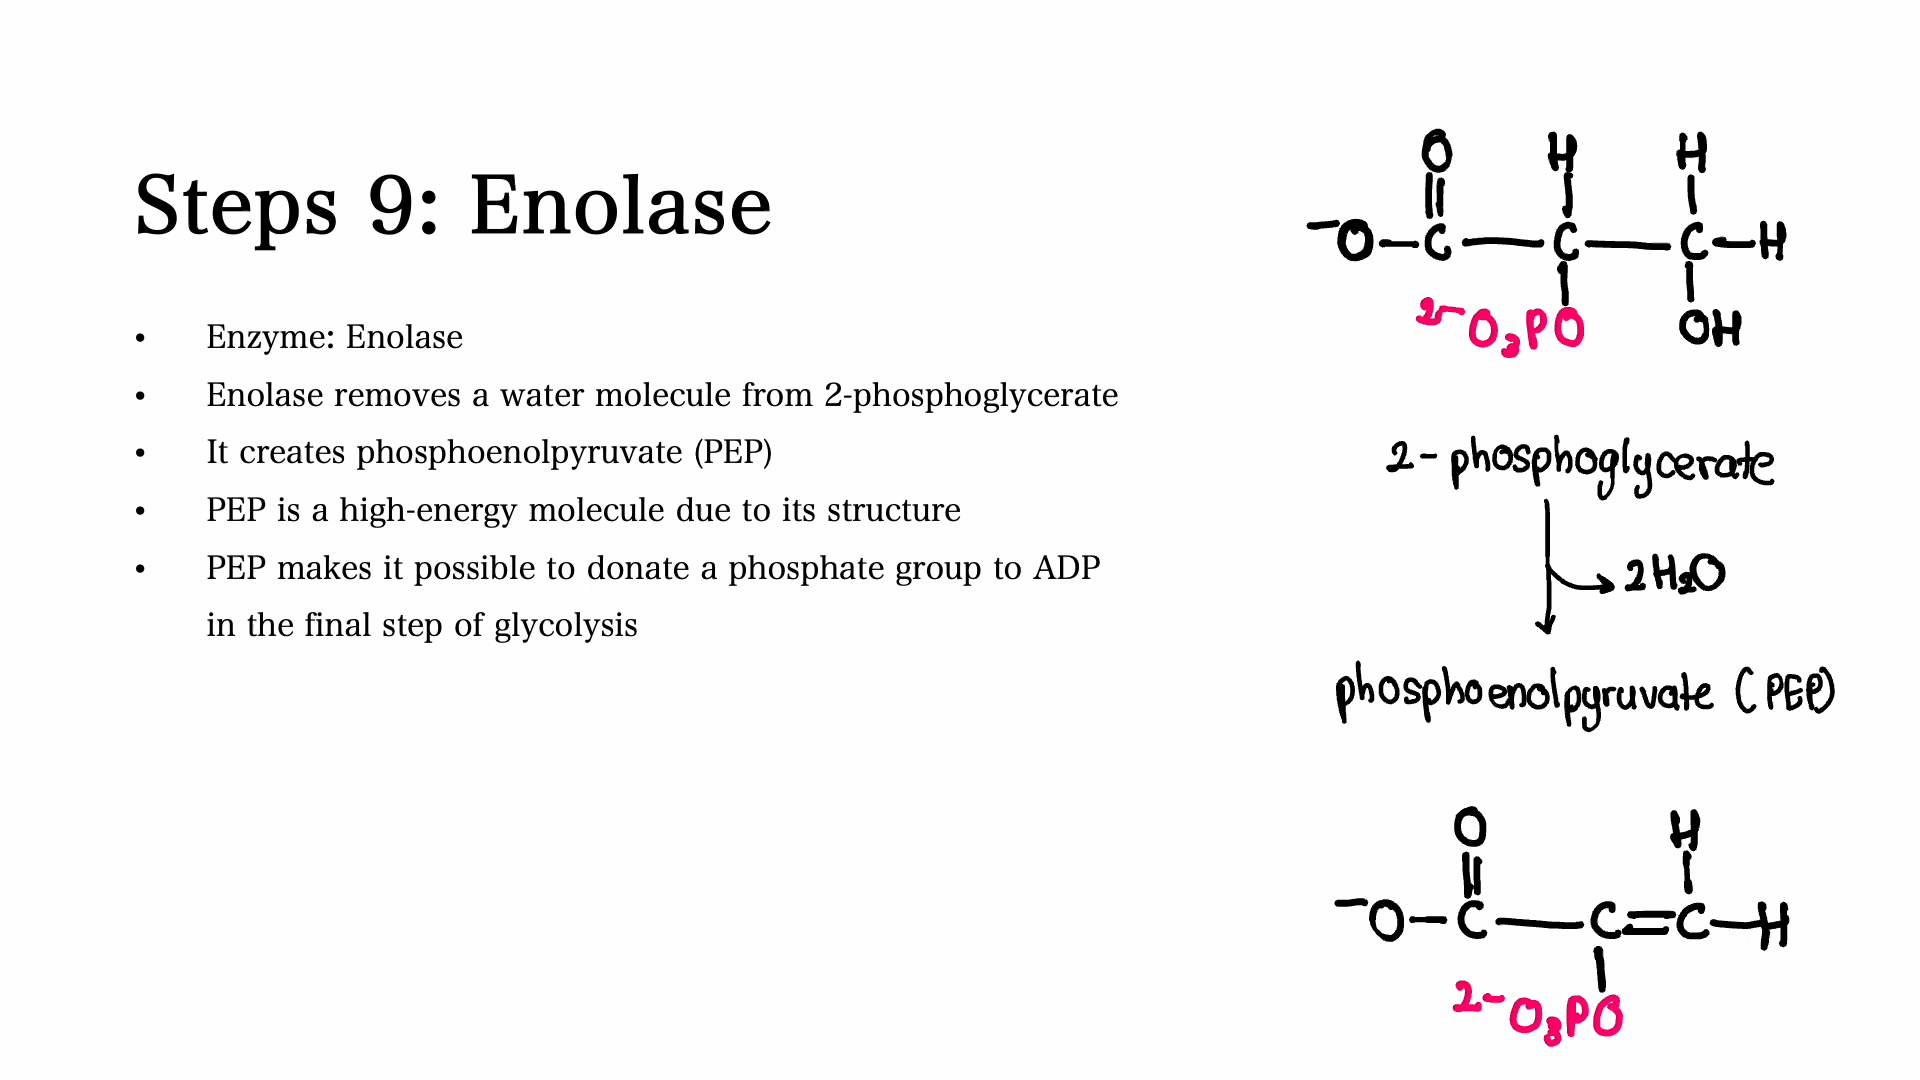 Steps 9: Enolase
• Enzyme: Enolase
• Enolase removes a water molecule from 2-phosphoglycerate
• It creates phosphoenolpyruvate (PEP)
• PEP is a high-energy molecule due to its structure
• PEP makes it possible to donate a phosphate group to ADP
in the final step of glycolysis
O H H
⁻O-C-C-C-H
²⁻O₃PO OH
2-phosphoglycerate
2H₂O
phosphoenolpyruvate (PEP)
O H
⁻O-C-C=C-H
²⁻O₃PO